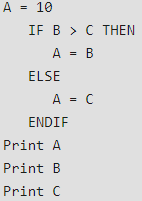 A = 10
   IF B > C THEN
      A = B
   ELSE
      A = C
   ENDIF
Print A
Print B
Print C